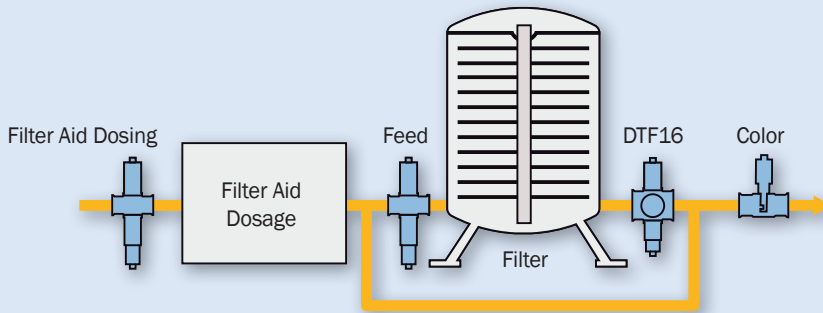 Filter Aid Dosing
Filter Aid
Dosage
Feed
Filter
DTF16
Color